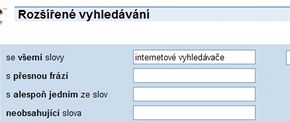 Rozšířené vyhledávání
se všemi slovy internetové vyhledávače
s přesnou frází
s alespoň jedním ze slov
neobsahující slova